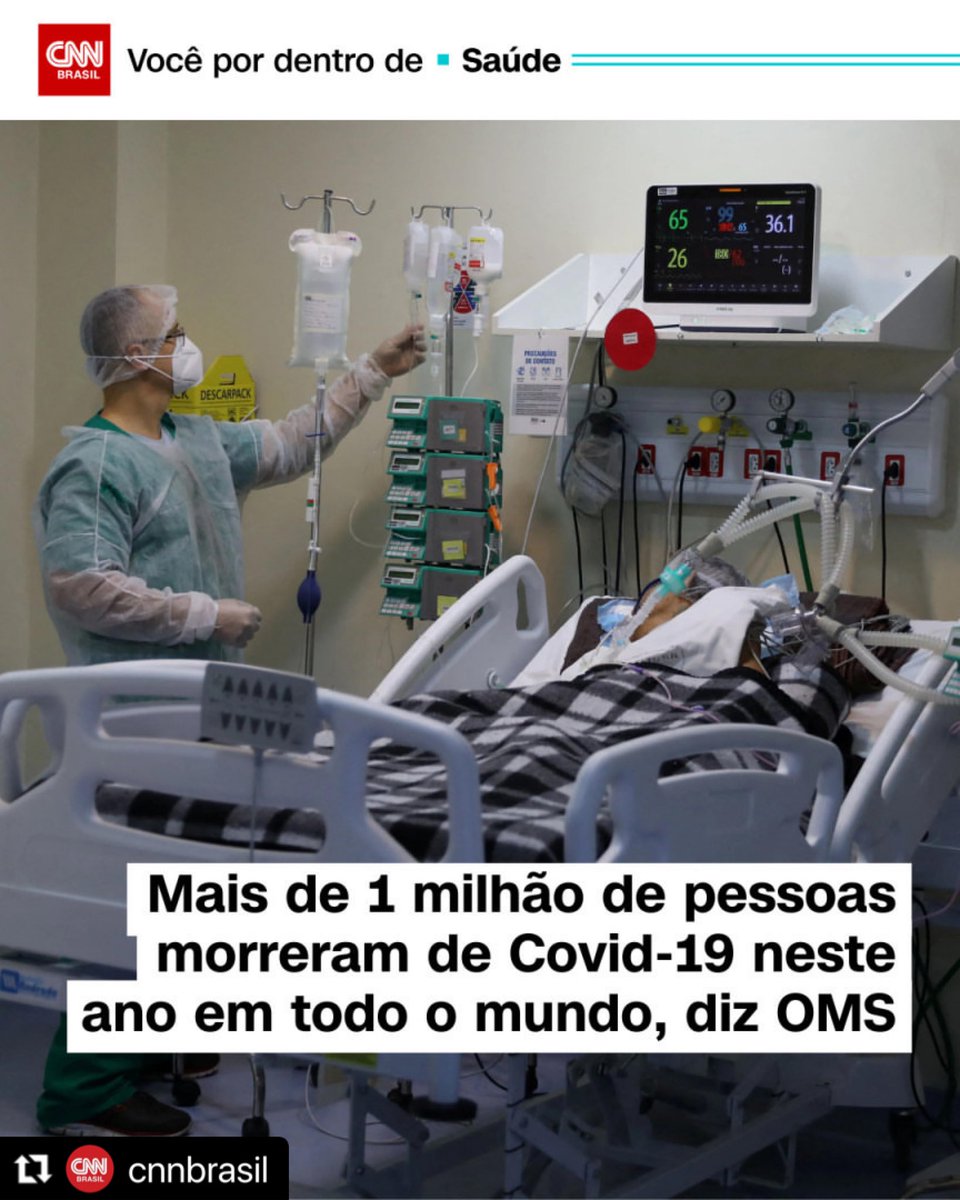 CNN
BRASIL
Você por dentro de ▪ Saúde
65
99
65
36.1
26
PRECAUÇÕES
DE CONTATO
DESCARPACK
Mais de 1 milhão de pessoas
morreram de Covid-19 neste
ano em todo o mundo, diz OMS
CNN
BRASIL
cnnbrasil